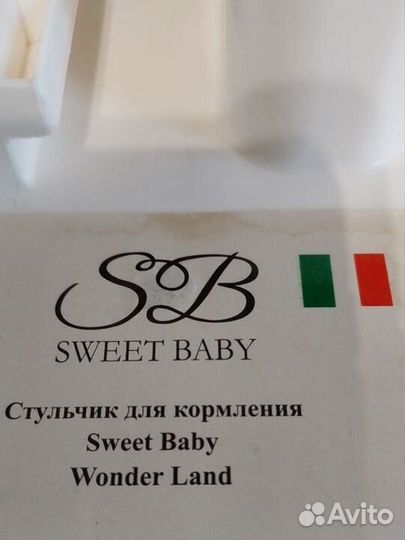 SB
SWEET BABY
Стульчик для кормления
Sweet Baby
Wonder Land
Avito